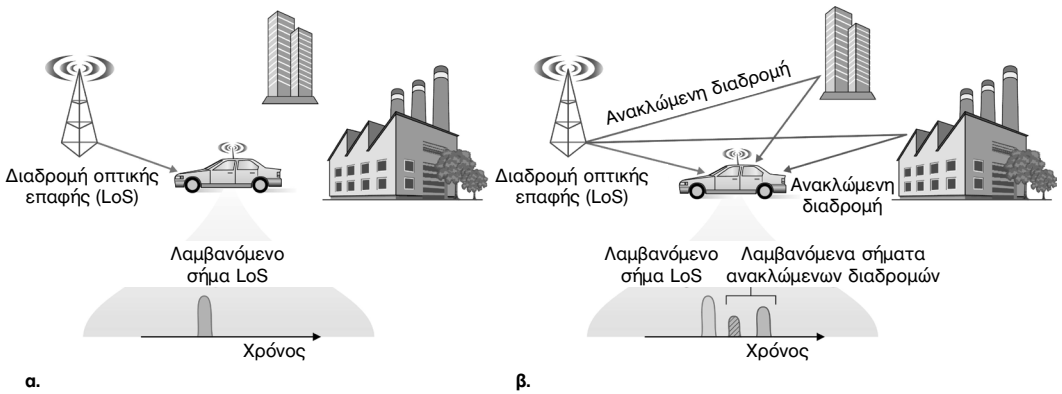 Διαδρομή οπτικής
επαφής (LoS)
Λαμβανόμενο
σήμα LoS
Χρόνος
α.
Ανακλώμενη διαδρομή
Διαδρομή οπτικής
επαφής (LoS)
Ανακλώμενη
διαδρομή
Λαμβανόμενο
σήμα LoS
Λαμβανόμενα σήματα
ανακλώμενων διαδρομών
Χρόνος
β.